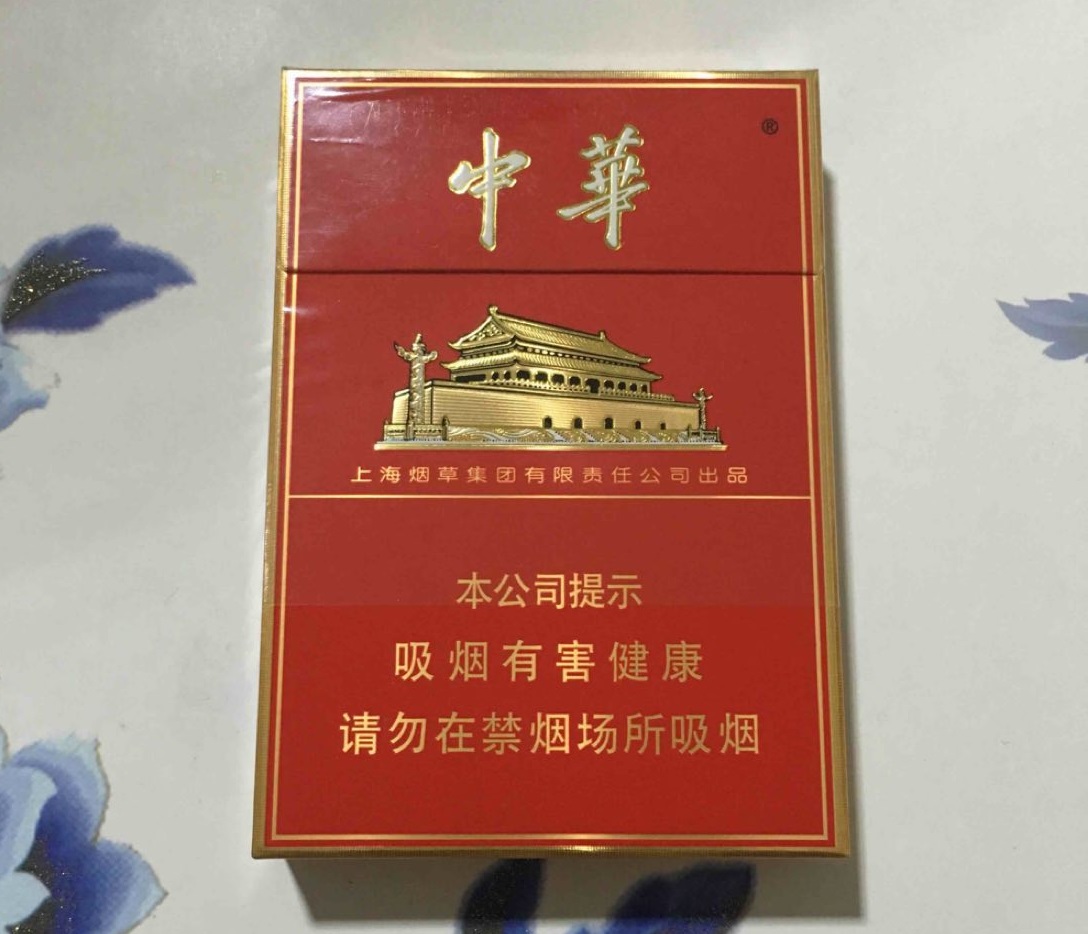 中華
®
上海烟草集团有限责任公司出品
本公司提示
吸烟有害健康
请勿在禁烟场所吸烟